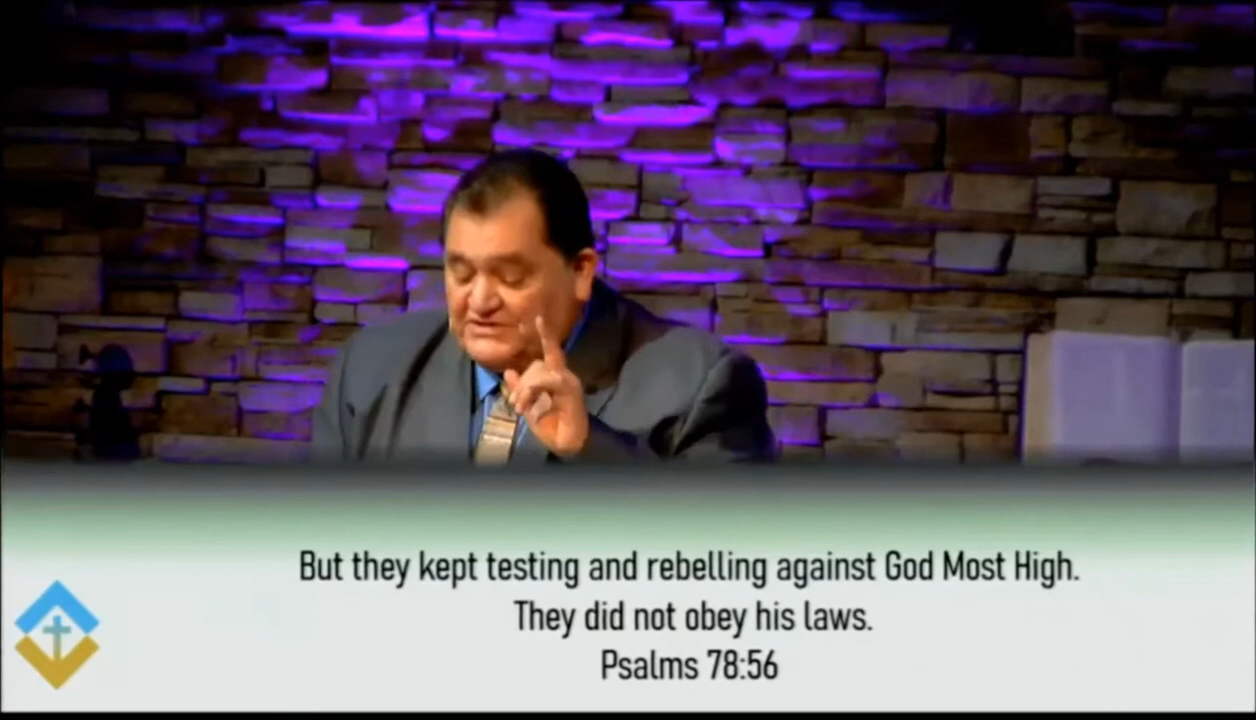 But they kept testing and rebelling against God Most High.
They did not obey his laws.
Psalms 78:56